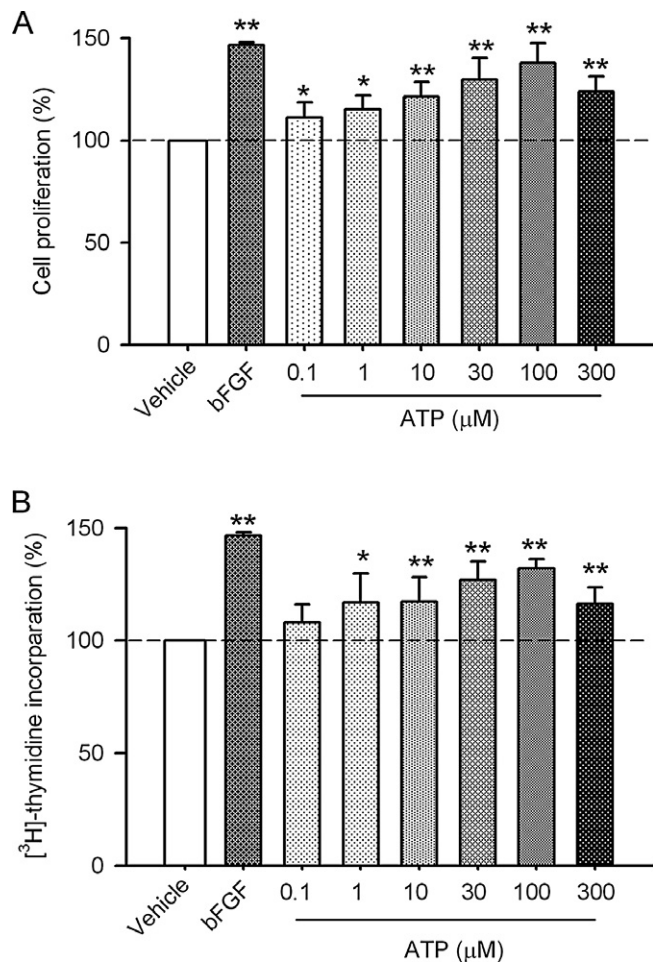 A
Cell proliferation (%)
150
100
50
0
** * * ** ** ** **
Vehicle bFGF 0.1 1 10 30 100 300
ATP (μM)
B
[³H]-thymidine incorparation (%)
150
100
50
0
** * ** ** ** **
Vehicle bFGF 0.1 1 10 30 100 300
ATP (μM)